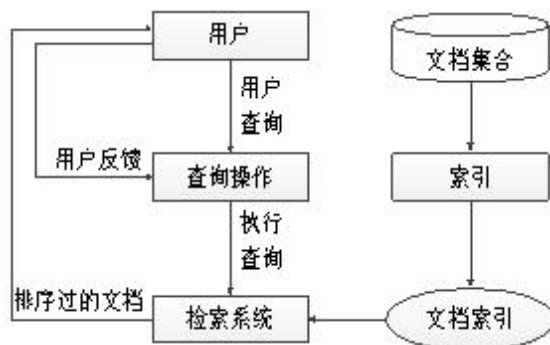 用户
文档集合
用户
查询
用户反馈
查询操作
索引
执行
查询
排序过的文档
检索系统
文档索引